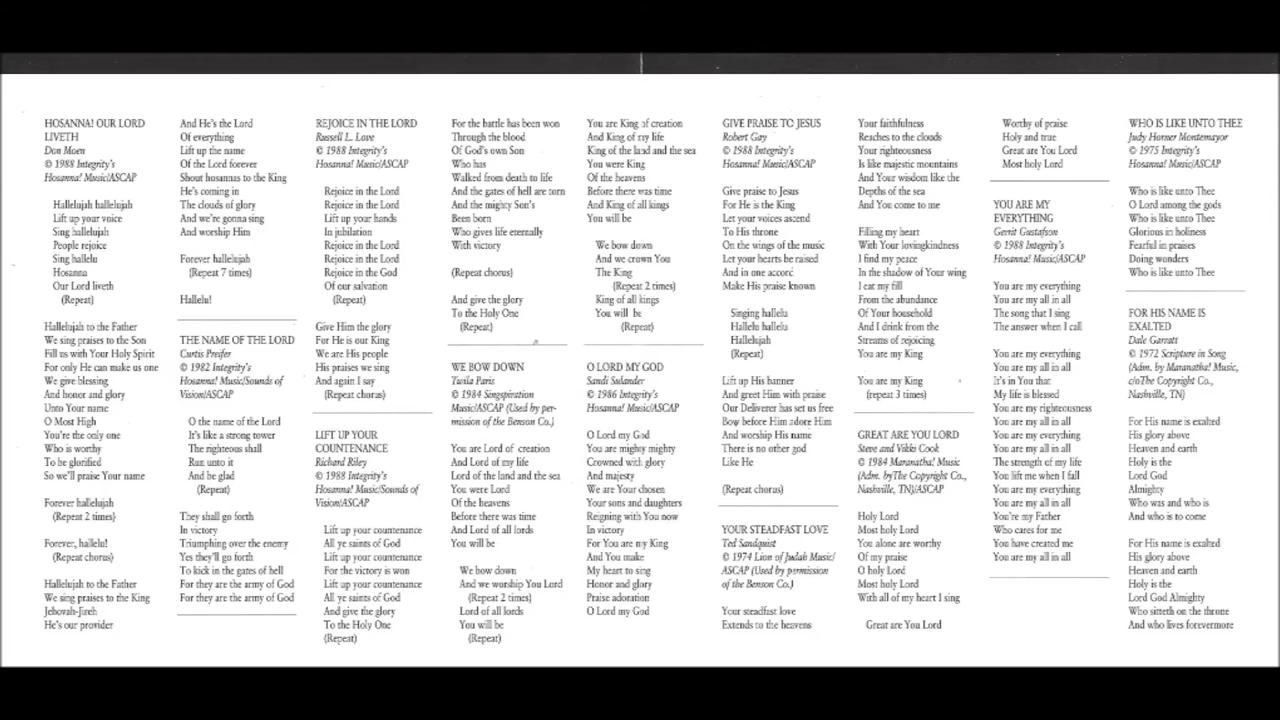 HOSANNA! OUR LORD
LIVETH
Don Moen
© 1988 Integrity's
Hosanna! Music/ASCAP
Hallelujah hallelujah
Lift up your voice
Sing hallelujah
People rejoice
Sing hallelu
Hosanna
Our Lord liveth
(Repeat)
Hallelujah to the Father
We sing praises to the Son
Fill us with Your Holy Spirit
For only He can make us one
We give blessing
And honor and glory
Unto Your name
O Most High
You're the only one
Who is worthy
To be glorified
So we'll praise Your name
Forever hallelujah
(Repeat 2 times)
Forever, hallelu!
(Repeat chorus)
Hallelujah to the Father
We sing praises to the King
Jehovah-Jireh
He's our provider
And He's the Lord
Of everything
Lift up the name
Of the Lord forever
Shout hosannas to the King
He's coming in
The clouds of glory
And we're gonna sing
And worship Him
Forever hallelujah
(Repeat 7 times)
Hallelu!
THE NAME OF THE LORD
Curtis Preifer
© 1982 Integrity's
Hosanna! Music/Sounds of
Vision/ASCAP
O the name of the Lord
It's like a strong tower
The righteous shall
Run unto it
And be glad
(Repeat)
They shall go forth
In victory
Triumphing over the enemy
Yes they'll go forth
To kick in the gates of hell
For they are the army of God
For they are the army of God
REJOICE IN THE LORD
Russell L. Love
© 1988 Integrity's
Hosanna! Music/ASCAP
Rejoice in the Lord
Rejoice in the Lord
Lift up your hands
In jubilation
Rejoice in the Lord
Rejoice in the God
Of our salvation
(Repeat)
Give Him the glory
For He is our King
We are His people
His praises we sing
And again I say
(Repeat chorus)
LIFT UP YOUR
COUNTENANCE
Richard Riley
© 1988 Integrity's
Hosanna! Music/Sounds of
Vision/ASCAP
Lift up your countenance
All ye saints of God
Lift up your countenance
For the victory is won
Lift up your countenance
All ye saints of God
And give the glory
To the Holy One
(Repeat)
For the battle has been won
Through the blood
Of God's own Son
Who has
Walked from death to life
And the gates of hell are torn
And the mighty Son's
Been born
Who gives life eternally
With victory
(Repeat chorus)
And give the glory
To the Holy One
(Repeat)
WE BOW DOWN
Twila Paris
© 1984 Singspiration
Music/ASCAP (Used by per-
mission of the Benson Co.)
You are Lord of creation
And Lord of my life
Lord of the land and the sea
You were Lord
Of the heavens
Before there was time
And Lord of all lords
You will be
We bow down
And we worship You Lord
(Repeat 2 times)
Lord of all lords
You will be
(Repeat)
You are King of creation
And King of my life
King of the land and the sea
You were King
Of the heavens
Before there was time
And King of all kings
You will be
We bow down
And we crown You
The King
(Repeat 2 times)
King of all kings
You will be
(Repeat)
O LORD MY GOD
Sandi Sulander
© 1986 Integrity's
Hosanna! Music/ASCAP
O Lord my God
You are mighty mighty
Crowned with glory
And majesty
We are Your chosen
Your sons and daughters
Reigning with You now
In victory
For You are my King
And You make
My heart to sing
Honor and glory
Praise adoration
O Lord my God
GIVE PRAISE TO JESUS
Robert Gay
© 1988 Integrity's
Hosanna! Music/ASCAP
Give praise to Jesus
For He is the King
Let your voices ascend
To His throne
On the wings of the music
Let your hearts be raised
And in one accord
Make His praise known
Singing hallelu
Hallelu hallelu
Hallelujah
(Repeat)
Lift up His banner
And greet Him with praise
Our Deliverer has set us free
Bow before Him adore Him
And worship His name
There is no other god
Like He
(Repeat chorus)
YOUR STEADFAST LOVE
Ted Sandquist
© 1974 Lion of Judah Music/
ASCAP (Used by permission
of the Benson Co.)
Your steadfast love
Extends to the heavens
Your faithfulness
Reaches to the clouds
Your righteousness
Is like majestic mountains
And Your wisdom like the
Depths of the sea
And You come to me
Filling my heart
With Your lovingkindness
I find my peace
In the shadow of Your wing
I eat my fill
From the abundance
Of Your household
And I drink from the
Streams of rejoicing
You are my King
You are my King
(repeat 3 times)
GREAT ARE YOU LORD
Steve and Vikki Cook
© 1984 Maranatha! Music
(Adm. byThe Copyright Co.,
Nashville, TN)/ASCAP
Holy Lord
Most holy Lord
You alone are worthy
Of my praise
O holy Lord
Most holy Lord
With all of my heart I sing
Great are You Lord
Worthy of praise
Holy and true
Great are You Lord
Most holy Lord
YOU ARE MY
EVERYTHING
Gerrit Gustafson
© 1988 Integrity's
Hosanna! Music/ASCAP
You are my everything
You are my all in all
The song that I sing
The answer when I call
You are my everything
You are my all in all
It's in You that
My life is blessed
You are my righteousness
You are my all in all
You are my everything
You are my all in all
The strength of my life
You lift me when I fall
You are my everything
You are my all in all
You're my Father
Who cares for me
You have created me
You are my all in all
WHO IS LIKE UNTO THEE
Judy Horner Montemayor
© 1975 Integrity's
Hosanna! Music/ASCAP
Who is like unto Thee
O Lord among the gods
Who is like unto Thee
Glorious in holiness
Fearful in praises
Doing wonders
Who is like unto Thee
FOR HIS NAME IS
EXALTED
Dale Garratt
© 1972 Scripture in Song
(Adm. by Maranatha! Music,
c/oThe Copyright Co.,
Nashville, TN)
For His name is exalted
His glory above
Heaven and earth
Holy is the
Lord God
Almighty
Who was and who is
And who is to come
For His name is exalted
His glory above
Heaven and earth
Holy is the
Lord God Almighty
Who sitteth on the throne
And who lives forevermore